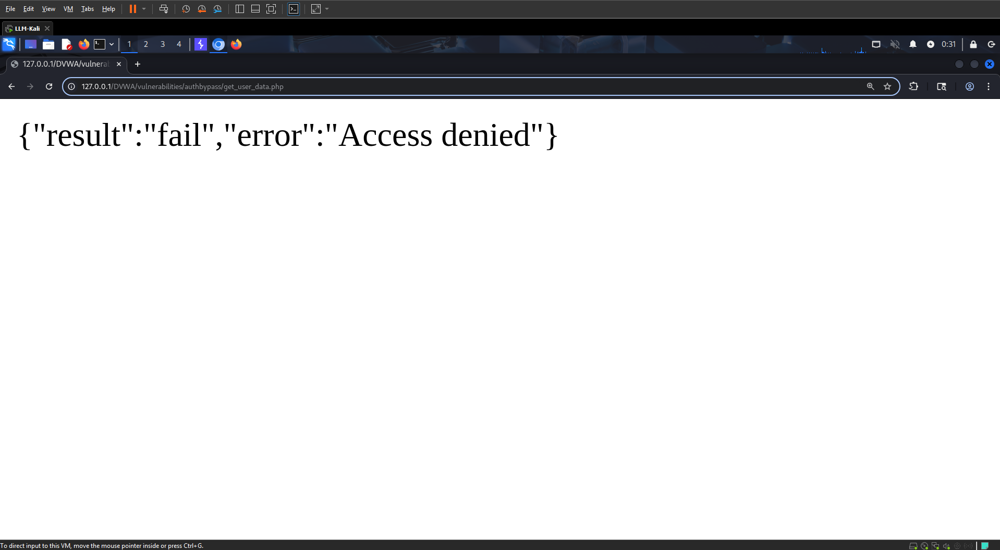 File Edit View VM Tabs Help
LLM-Kali
1 2 3 4 0:31
127.0.0.1/DVWA/vulnerab
127.0.0.1/DVWA/vulnerabilities/authbypass/get_user_data.php
{"result":"fail","error":"Access denied"}
To direct input to this VM, move the mouse pointer inside or press Ctrl+G.